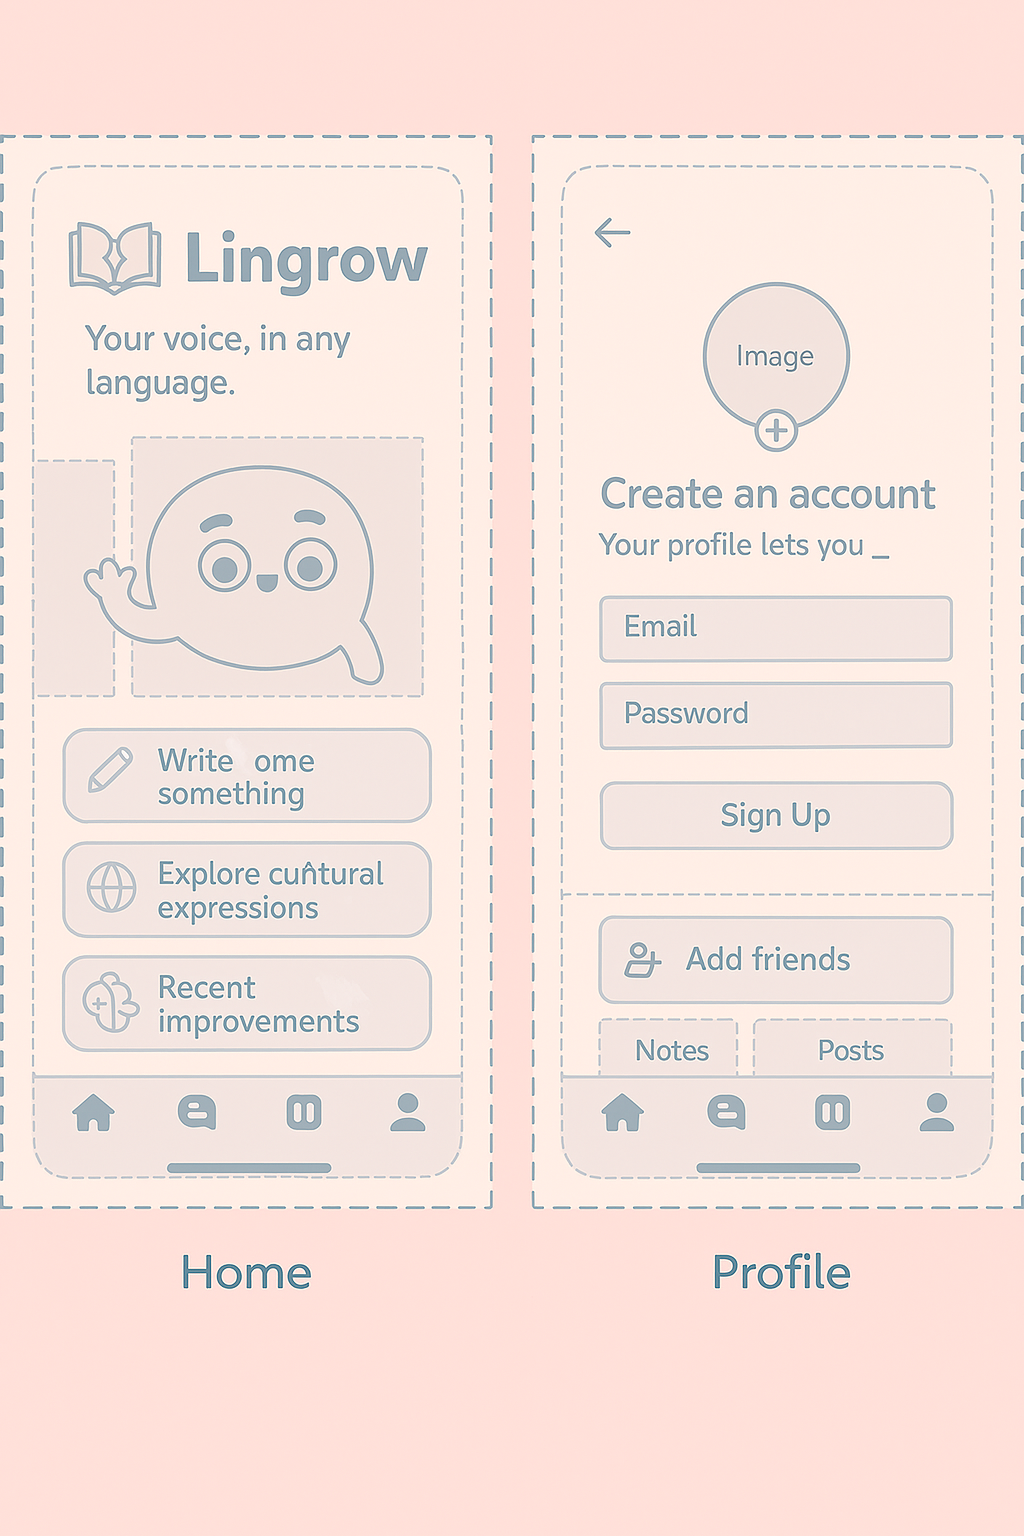 Lingrow
Your voice, in any
language.
Write ome
something
Explore cultural
expressions
Recent
improvements
Home
Image
Create an account
Your profile lets you _
Email
Password
Sign Up
Add friends
Notes
Posts
Profile